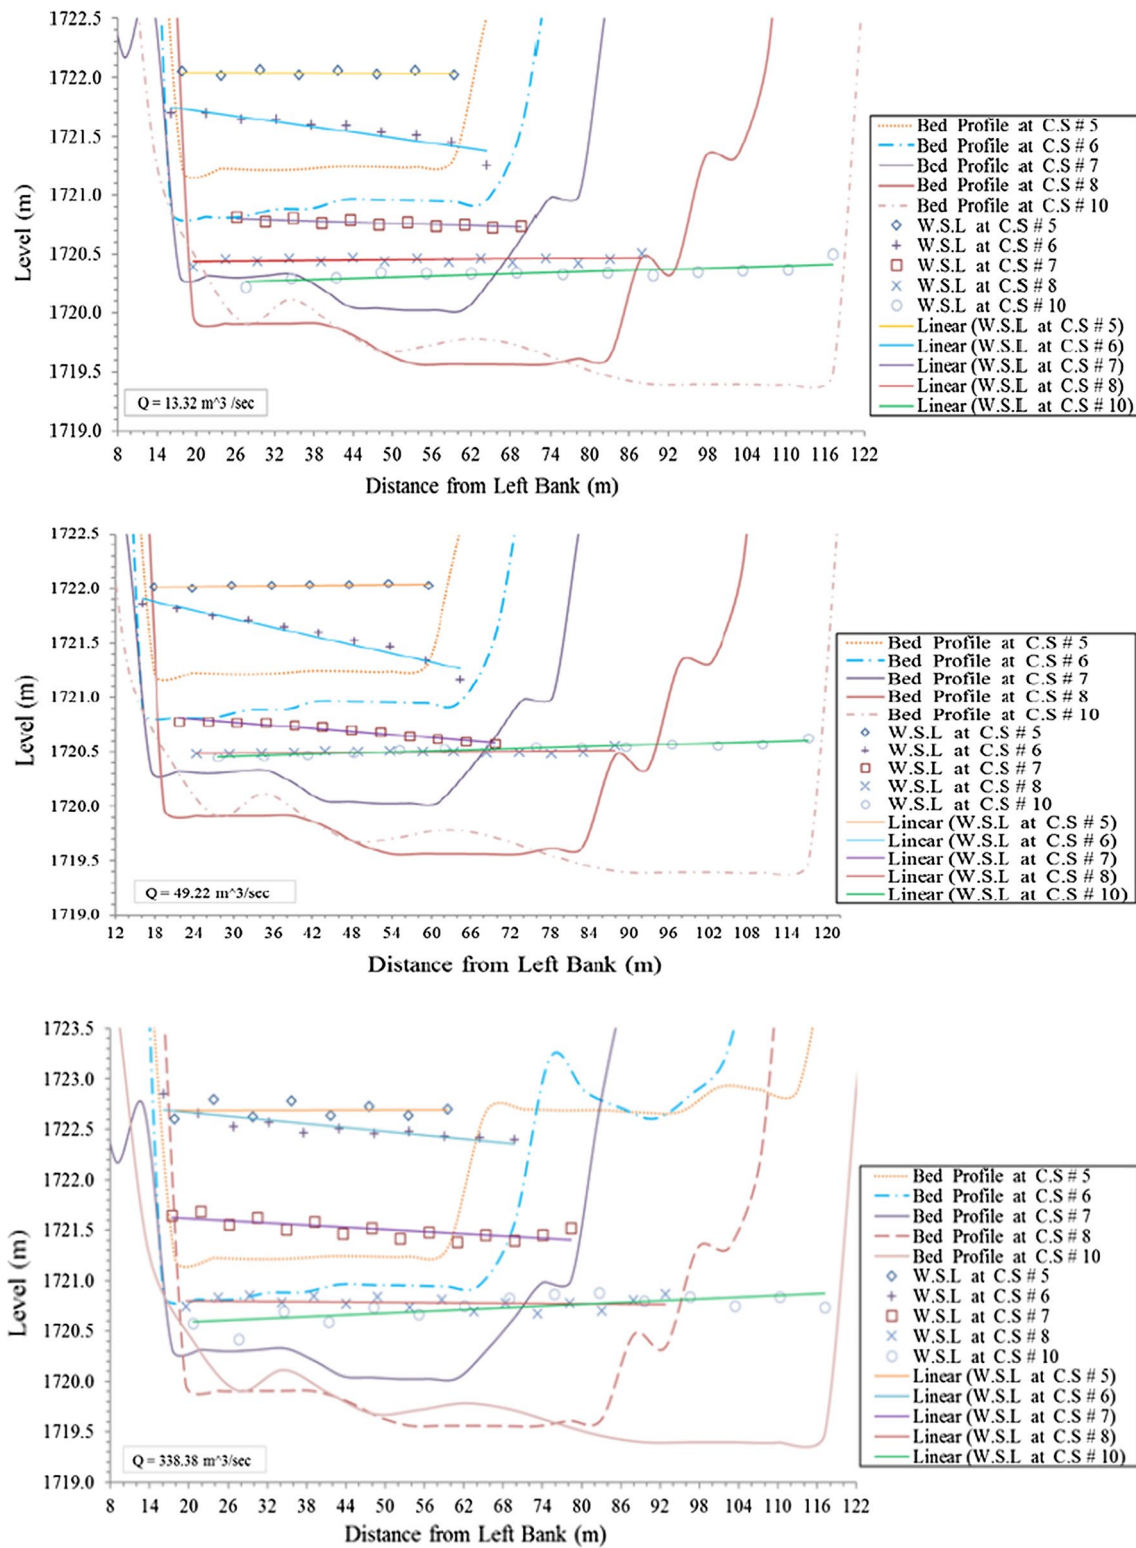 1722.5
1722.0
1721.5
1721.0
1720.5
1720.0
1719.5
1719.0
Level (m)
Q = 13.32 m^3 /sec
8 14 20 26 32 38 44 50 56 62 68 74 80 86 92 98 104 110 116 122
Distance from Left Bank (m)
Bed Profile at C.S # 5
Bed Profile at C.S # 6
Bed Profile at C.S # 7
Bed Profile at C.S # 8
Bed Profile at C.S # 10
W.S.L at C.S # 5
W.S.L at C.S # 6
W.S.L at C.S # 7
W.S.L at C.S # 8
W.S.L at C.S # 10
Linear (W.S.L at C.S # 5)
Linear (W.S.L at C.S # 6)
Linear (W.S.L at C.S # 7)
Linear (W.S.L at C.S # 8)
Linear (W.S.L at C.S # 10)
1722.5
1722.0
1721.5
1721.0
1720.5
1720.0
1719.5
1719.0
Level (m)
Q = 49.22 m^3/sec
12 18 24 30 36 42 48 54 60 66 72 78 84 90 96 102 108 114 120
Distance from Left Bank (m)
Bed Profile at C.S # 5
Bed Profile at C.S # 6
Bed Profile at C.S # 7
Bed Profile at C.S # 8
Bed Profile at C.S # 10
W.S.L at C.S # 5
W.S.L at C.S # 6
W.S.L at C.S # 7
W.S.L at C.S # 8
W.S.L at C.S # 10
Linear (W.S.L at C.S # 5)
Linear (W.S.L at C.S # 6)
Linear (W.S.L at C.S # 7)
Linear (W.S.L at C.S # 8)
Linear (W.S.L at C.S # 10)
1723.5
1723.0
1722.5
1722.0
1721.5
1721.0
1720.5
1720.0
1719.5
1719.0
Level (m)
Q = 338.38 m^3/sec
8 14 20 26 32 38 44 50 56 62 68 74 80 86 92 98 104 110 116 122
Distance from Left Bank (m)
Bed Profile at C.S # 5
Bed Profile at C.S # 6
Bed Profile at C.S # 7
Bed Profile at C.S # 8
Bed Profile at C.S # 10
W.S.L at C.S # 5
W.S.L at C.S # 6
W.S.L at C.S # 7
W.S.L at C.S # 8
W.S.L at C.S # 10
Linear (W.S.L at C.S # 5)
Linear (W.S.L at C.S # 6)
Linear (W.S.L at C.S # 7)
Linear (W.S.L at C.S # 8)
Linear (W.S.L at C.S # 10)